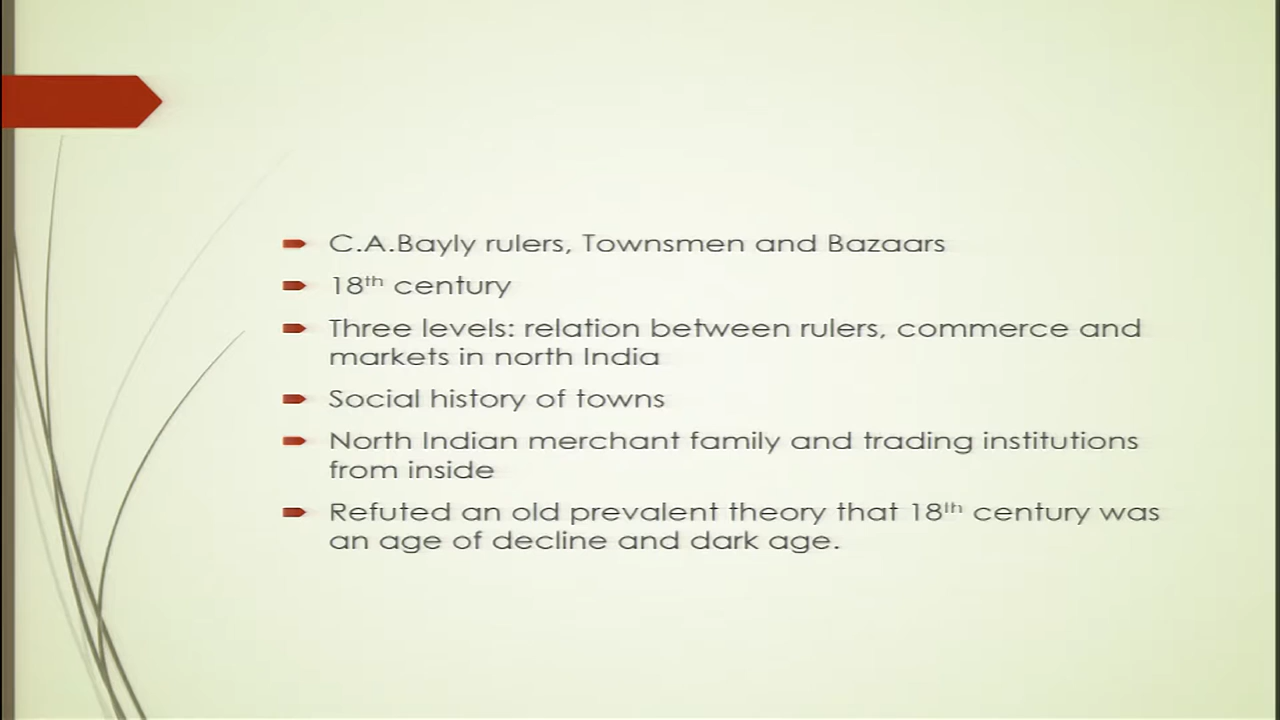 C.A.Bayly rulers, Townsmen and Bazaars
18th century
Three levels: relation between rulers, commerce and
markets in north India
Social history of towns
North Indian merchant family and trading institutions
from inside
Refuted an old prevalent theory that 18th century was
an age of decline and dark age.